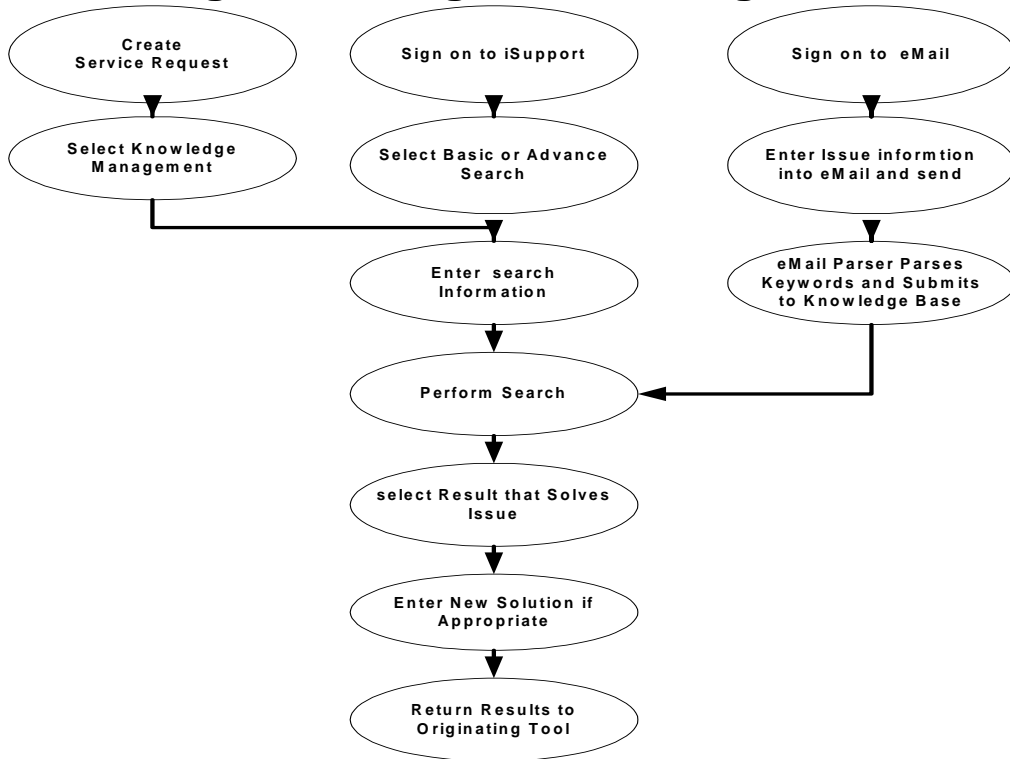 Create
Service Request
Sign on to iSupport
Sign on to eMail
Select Knowledge
Management
Select Basic or Advance
Search
Enter Issue informtion
into eMail and send
Enter search
Information
eMail Parser Parses
Keywords and Submits
to Knowledge Base
Perform Search
select Result that Solves
Issue
Enter New Solution if
Appropriate
Return Results to
Originating Tool